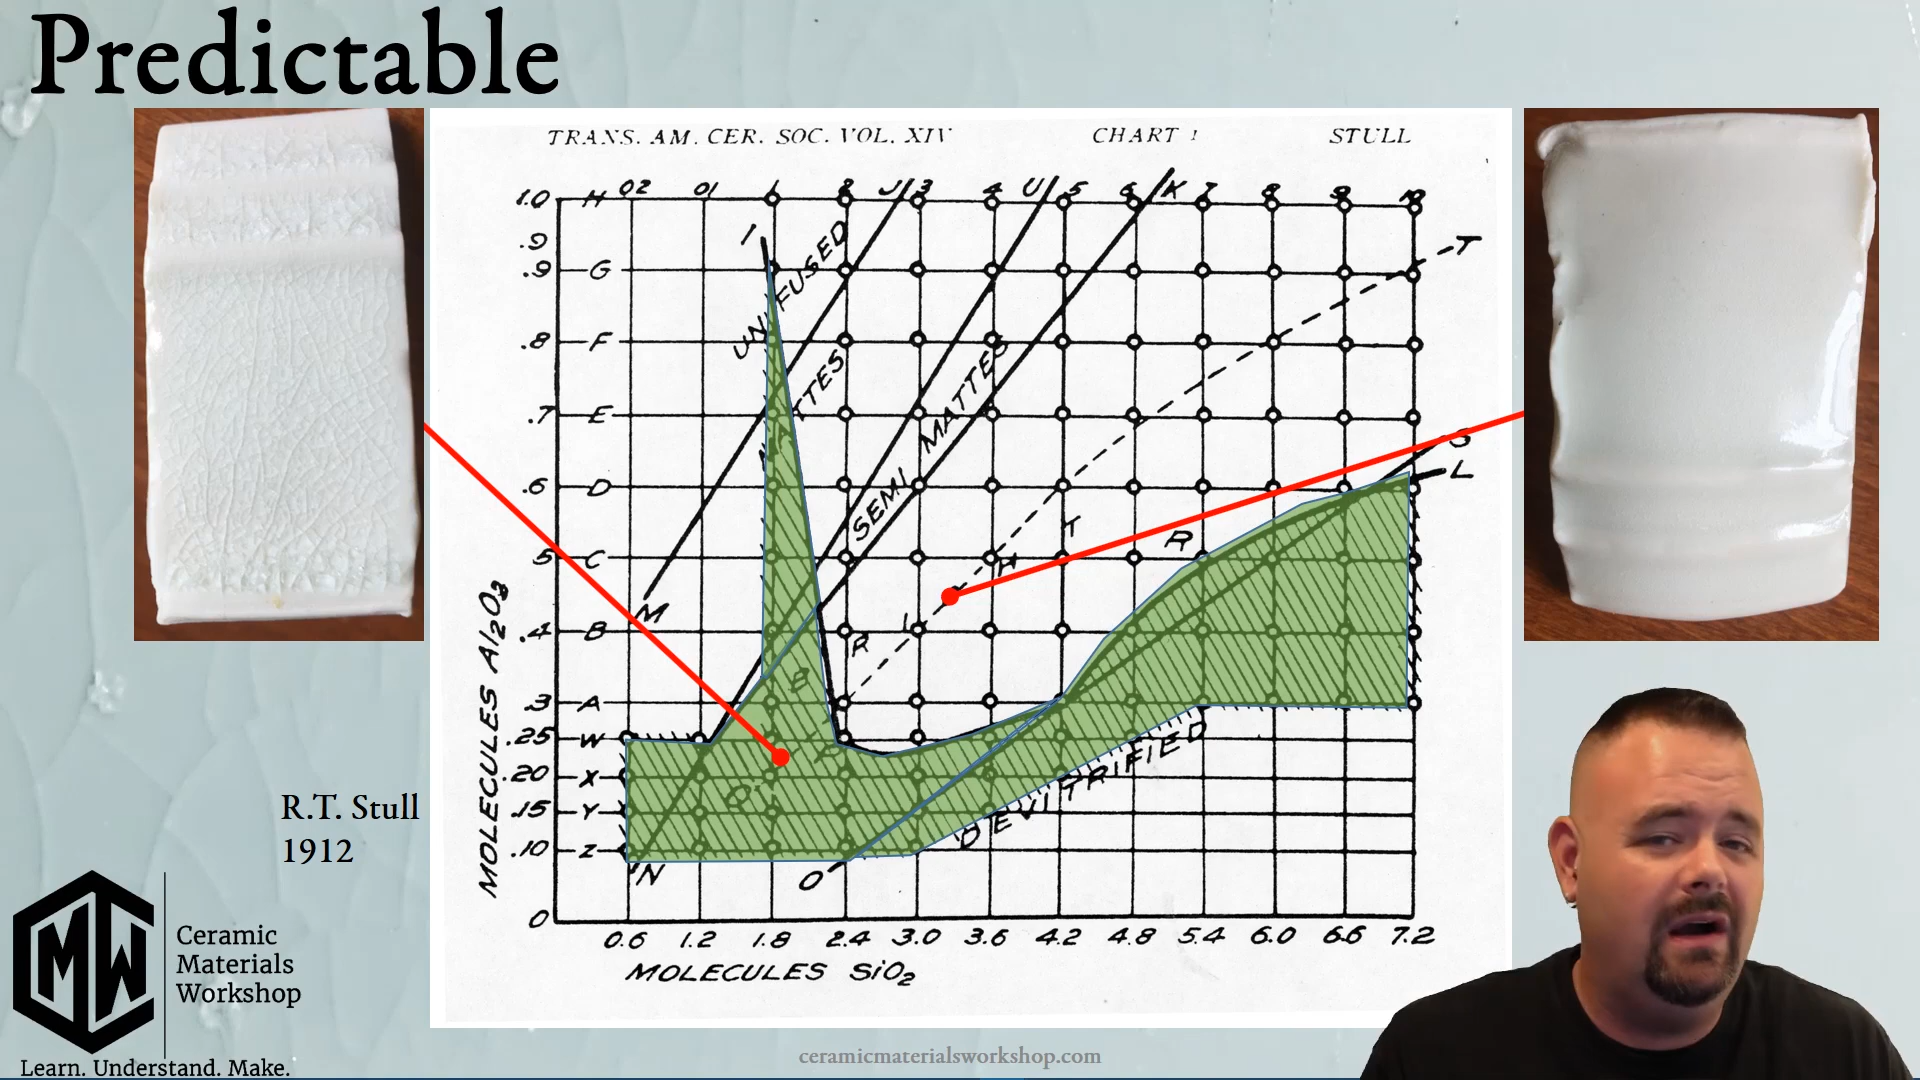 Predictable
TRANS. AM. CER. SOC. VOL. XIV CHART 1 STULL
1.0 H 02 01 1 2 J 3 4 U 5 6 K 7 8 9 10
.9 I T
.9 G UNFUSED
.8 F
MATTES
.7 E
SEMI MATTES S
.6 D L
T
.5 C H R
M
.4 B R I
B
.3 A
.25 W
.20 X
.15 Y Q
.10 Z DEVITRIFIED
N O
0
0.6 1.2 1.8 2.4 3.0 3.6 4.2 4.8 5.4 6.0 6.6 7.2
MOLECULES SiO2
MOLECULES Al2O3
R.T. Stull
1912
MW
Ceramic
Materials
Workshop
Learn. Understand. Make.
ceramicmaterialsworkshop.com